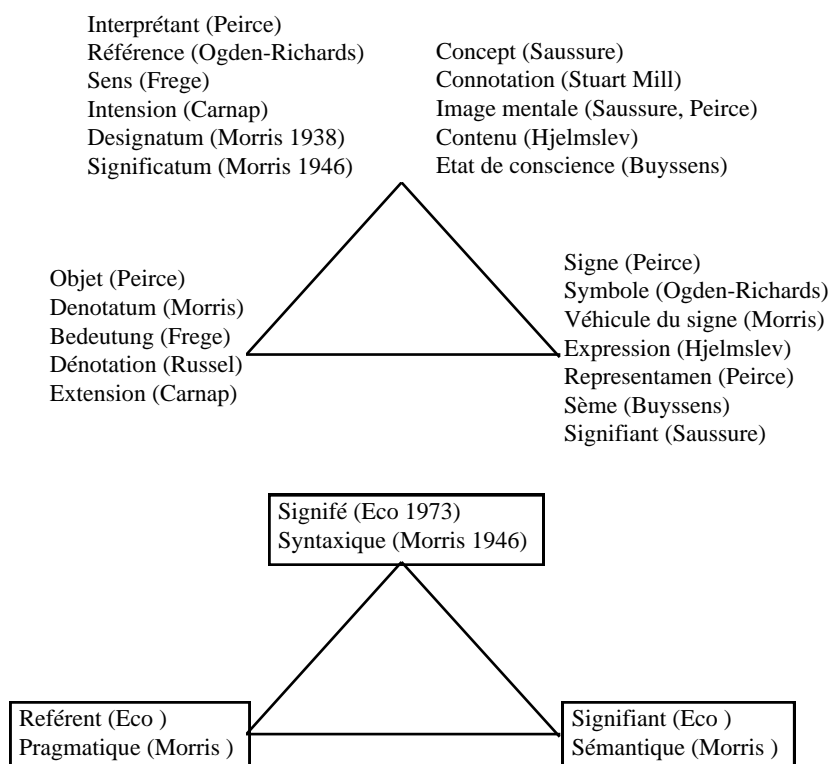 Interprétant (Peirce)
Référence (Ogden-Richards)
Sens (Frege)
Intension (Carnap)
Designatum (Morris 1938)
Significatum (Morris 1946)
Concept (Saussure)
Connotation (Stuart Mill)
Image mentale (Saussure, Peirce)
Contenu (Hjelmslev)
Etat de conscience (Buyssens)
Objet (Peirce)
Denotatum (Morris)
Bedeutung (Frege)
Dénotation (Russel)
Extension (Carnap)
Signe (Peirce)
Symbole (Ogden-Richards)
Véhicule du signe (Morris)
Expression (Hjelmslev)
Representamen (Peirce)
Sème (Buyssens)
Signifiant (Saussure)
Signifé (Eco 1973)
Syntaxique (Morris 1946)
Reférent (Eco )
Pragmatique (Morris )
Signifiant (Eco )
Sémantique (Morris )